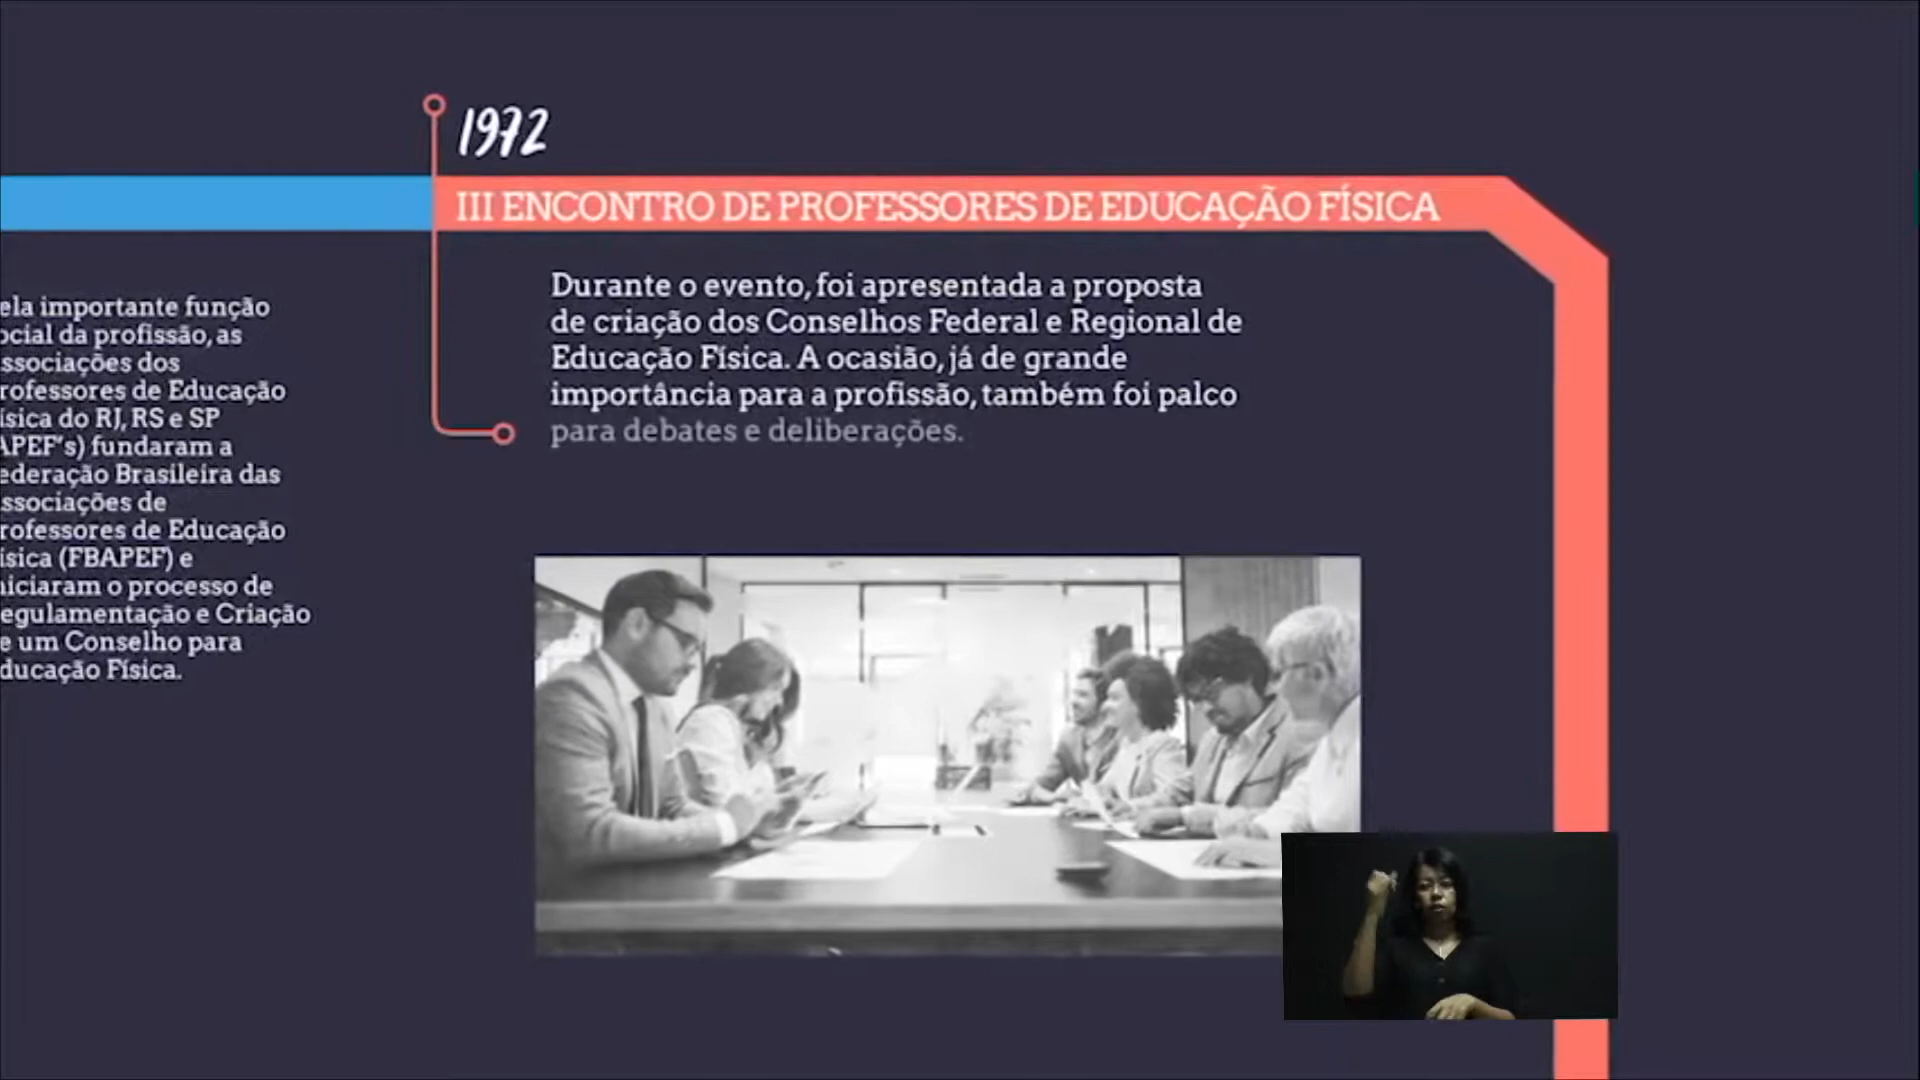 1972
III ENCONTRO DE PROFESSORES DE EDUCAÇÃO FÍSICA
Durante o evento, foi apresentada a proposta
de criação dos Conselhos Federal e Regional de
Educação Física. A ocasião, já de grande
importância para a profissão, também foi palco
para debates e deliberações.
ela importante função
ocial da profissão, as
ssociações dos
rofessores de Educação
ísica do RJ, RS e SP
APEF's) fundaram a
ederação Brasileira das
ssociações de
rofessores de Educação
ísica (FBAPEF) e
niciaram o processo de
egulamentação e Criação
e um Conselho para
ducação Física.